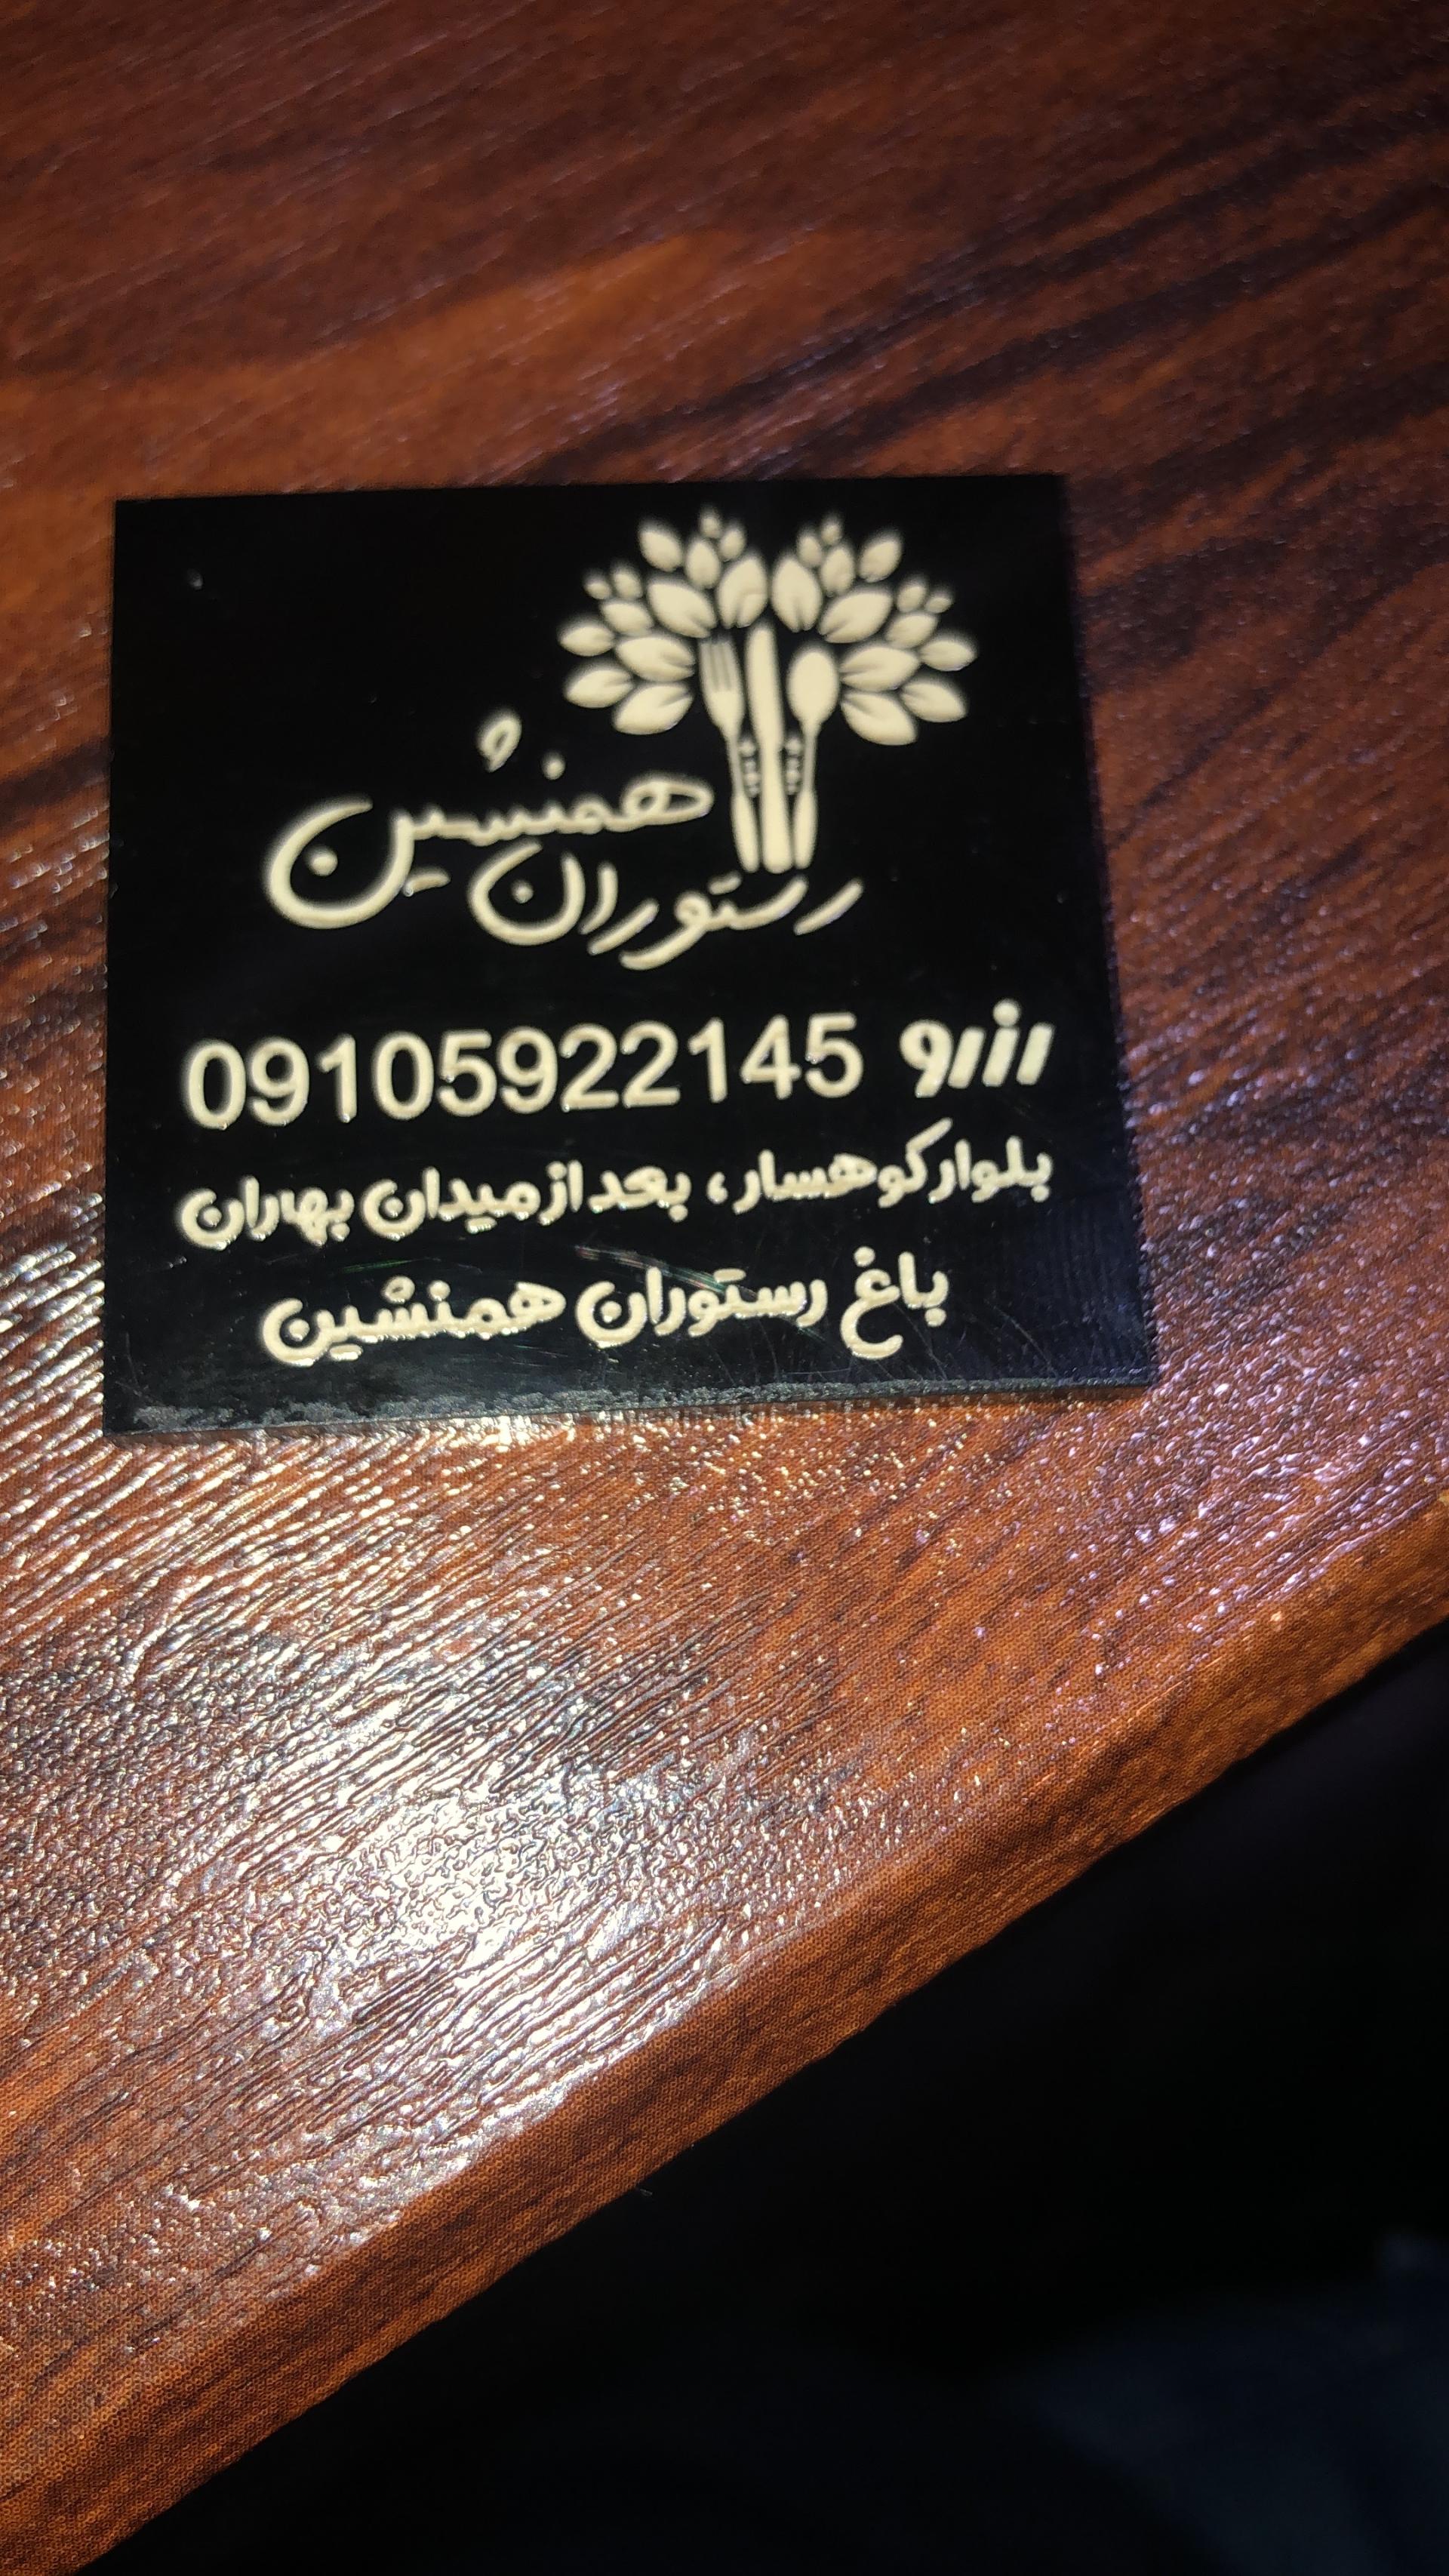 همنشین
رستوران
رزرو 09105922145
بلوار کوهسار، بعد از میدان بهاران
باغ رستوران همنشین